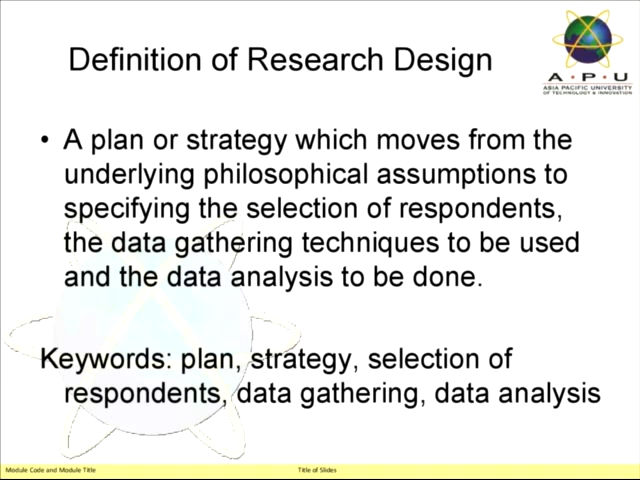 Definition of Research Design
A · P · U
ASIA PACIFIC UNIVERSITY
OF TECHNOLOGY & INNOVATION
• A plan or strategy which moves from the
underlying philosophical assumptions to
specifying the selection of respondents,
the data gathering techniques to be used
and the data analysis to be done.
Keywords: plan, strategy, selection of
respondents, data gathering, data analysis
Module Code and Module Title
Title of Slides